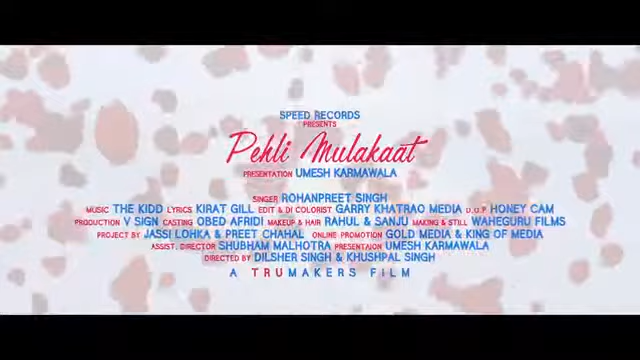 SPEED RECORDS
PRESENTS
Pehli Mulakaat
PRESENTATION UMESH KARMAWALA
SINGER ROHANPREET SINGH
MUSIC THE KIDD LYRICS KIRAT GILL EDIT & DI COLORIST GARRY KHATRAO MEDIA D.O.P HONEY CAM
PRODUCTION V SIGN CASTING OBED AFRIDI MAKEUP & HAIR RAHUL & SANJU MAKING & STILL WAHEGURU FILMS
PROJECT BY JASSI LOHKA & PREET CHAHAL ONLINE PROMOTION GOLD MEDIA & KING OF MEDIA
ASSIST. DIRECTOR SHUBHAM MALHOTRA PRESENTAION UMESH KARMAWALA
DIRECTED BY DILSHER SINGH & KHUSHPAL SINGH
A TRUMAKERS FILM